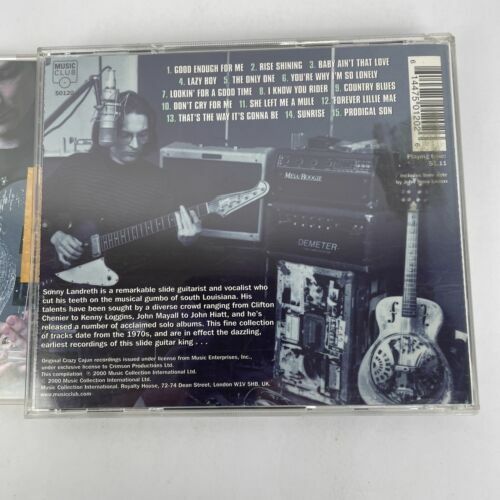 MUSIC
CLUB
50120
1. GOOD ENOUGH FOR ME 2. RISE SHINING 3. BABY AIN'T THAT LOVE
4. LAZY BOY 5. THE ONLY ONE 6. YOU'RE WHY I'M SO LONELY
7. LOOKIN' FOR A GOOD TIME 8. I KNOW YOU RIDER 9. COUNTRY BLUES
10. DON'T CRY FOR ME 11. SHE LEFT ME A MULE 12. FOREVER LILLIE MAE
13. THAT'S THE WAY IT'S GONNA BE 14. SUNRISE 15. PRODIGAL SON
6 14475 01202 6
Playing time:
51.11
MESA/BOOGIE
DEMETER
Sonny Landreth is a remarkable slide guitarist and vocalist who
cut his teeth on the musical gumbo of south Louisiana. His
talents have been sought by a diverse crowd ranging from Clifton
Chenier to Kenny Loggins, John Mayall to John Hiatt, and he's
released a number of acclaimed solo albums. This fine collection
of tracks date from the 1970s, and are in effect the dazzling,
earliest recordings of this slide guitar king . . .
Original Crazy Cajun recordings issued under license from Music Enterprises, Inc.,
under exclusive license to Crimson Productions Ltd.
This compilation ℗ 2000 Music Collection International Ltd.
© 2000 Music Collection International Ltd.
Music Collection International. Royalty House, 72-74 Dean Street, London W1V 5HB, UK.
www.musicclub.com